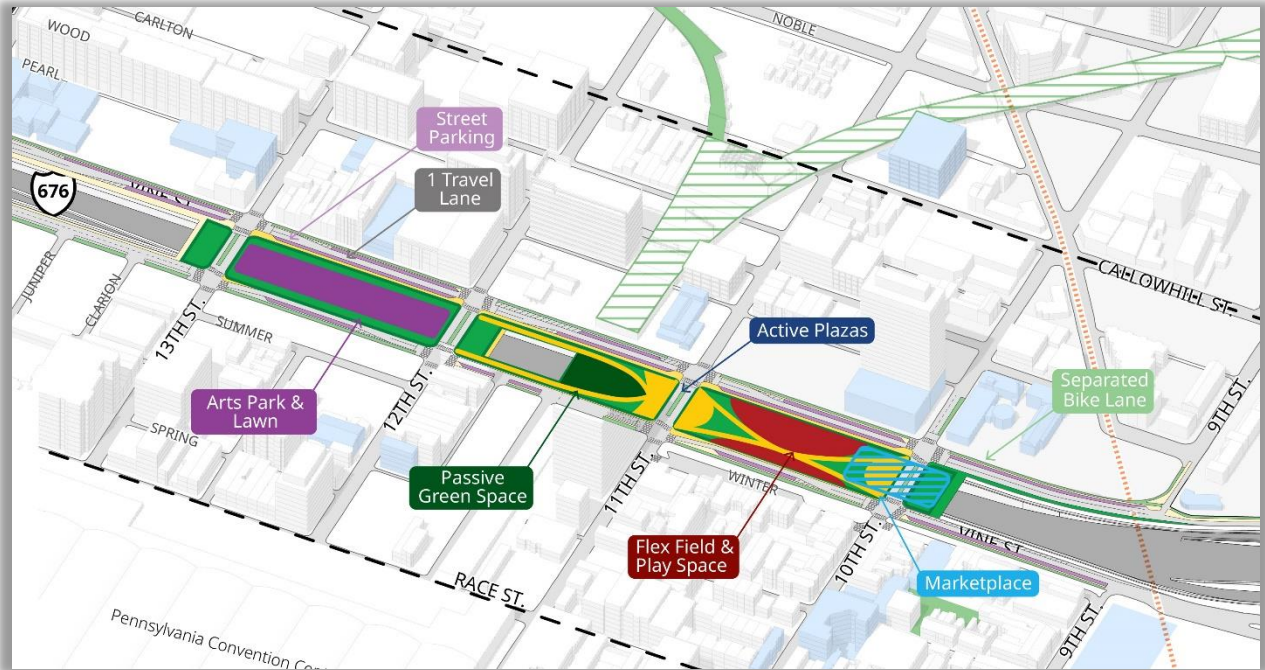 CARLTON
NOBLE
WOOD
PEARL
Street
Parking
1 Travel
Lane
676
VINE ST.
CALLOWHILL ST.
JUNIPER
CLARION
13TH ST.
SUMMER
Active Plazas
Separated
Bike Lane
9TH ST.
Arts Park &
Lawn
12TH ST.
SPRING
Passive
Green Space
11TH ST.
WINTER
Flex Field &
Play Space
10TH ST.
VINE ST.
Marketplace
RACE ST.
9TH ST.
Pennsylvania Convention